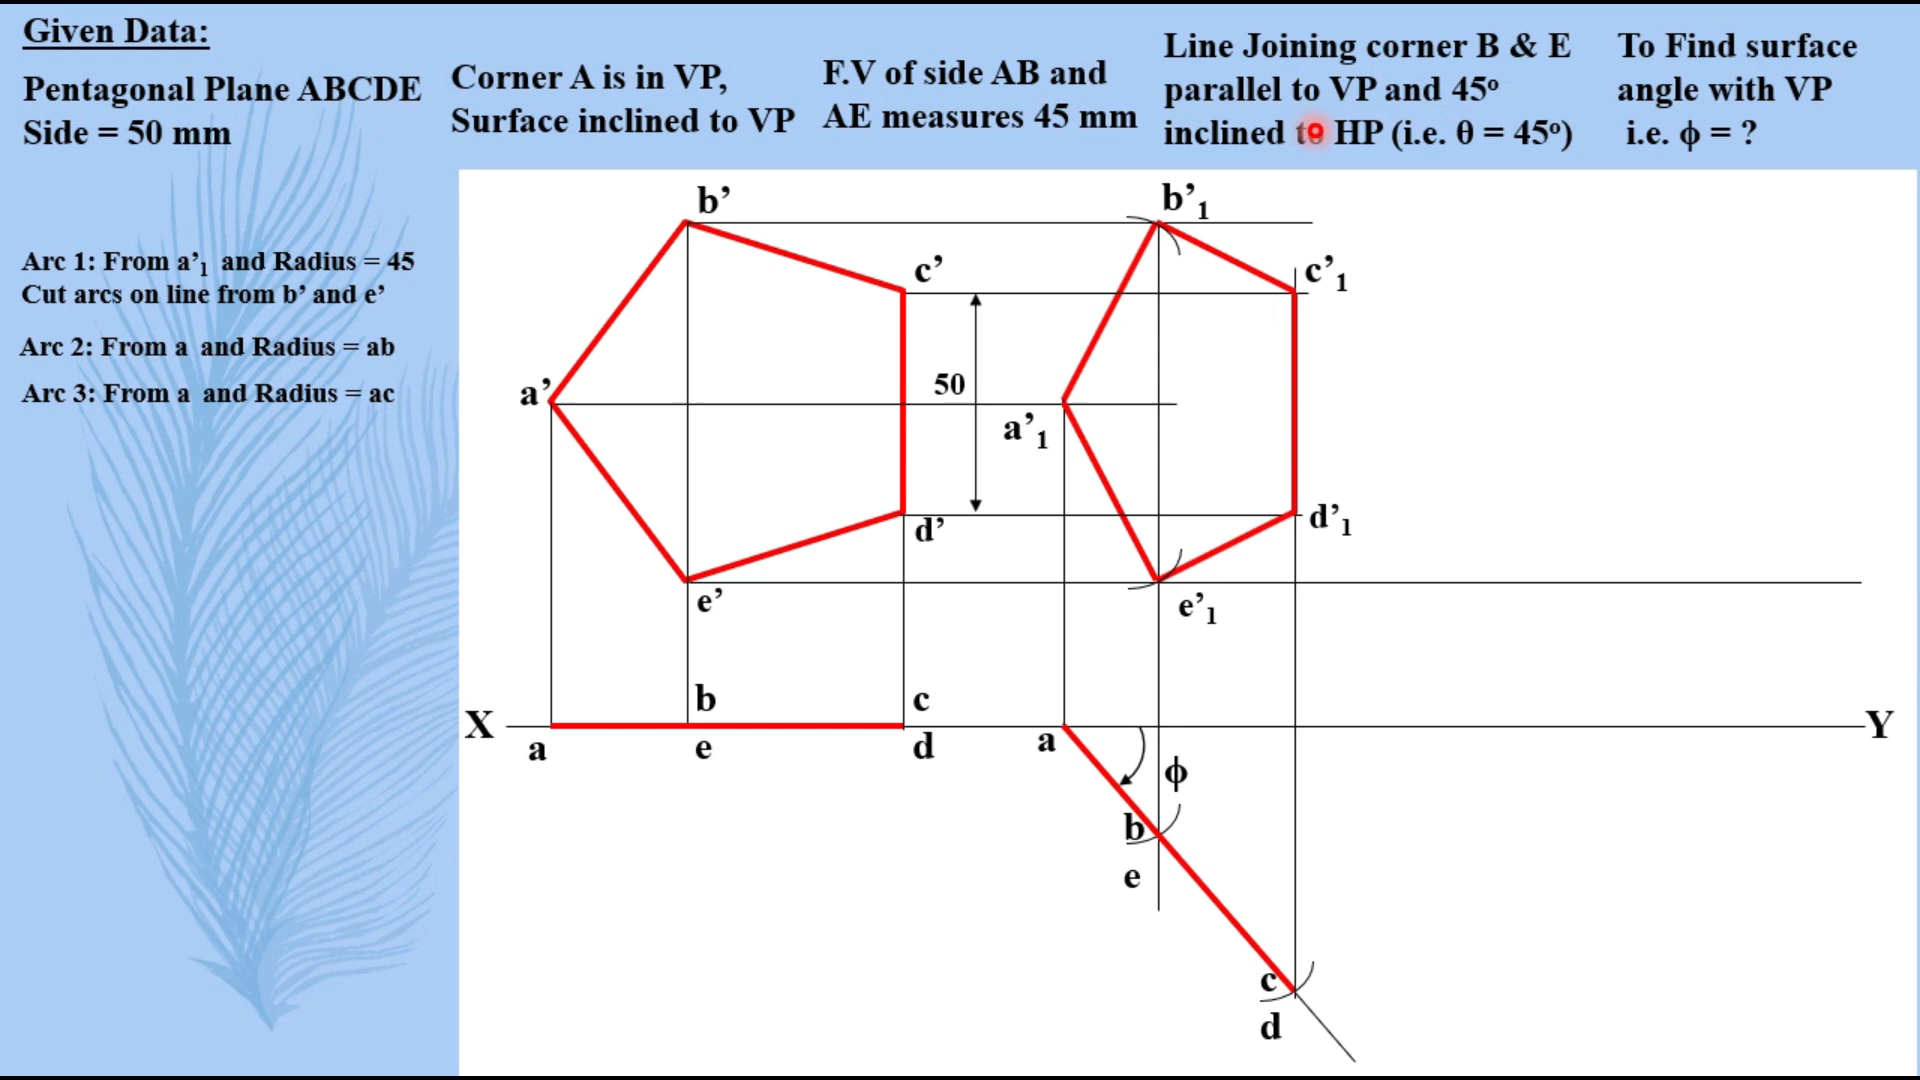 Given Data:
Pentagonal Plane ABCDE
Side = 50 mm
Corner A is in VP,
Surface inclined to VP
F.V of side AB and
AE measures 45 mm
Line Joining corner B & E
parallel to VP and 45º
inclined to HP (i.e. θ = 45º)
To Find surface
angle with VP
i.e. ϕ = ?
Arc 1: From a’₁ and Radius = 45
Cut arcs on line from b’ and e’
Arc 2: From a and Radius = ab
Arc 3: From a and Radius = ac
b’
b’₁
c’
c’₁
a’
50
a’₁
d’
d’₁
e’
e’₁
b
c
X
Y
a
e
d
a
ϕ
b
e
c
d